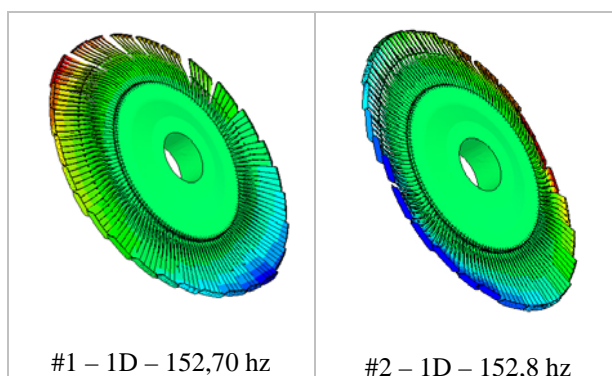 #1 – 1D – 152,70 hz
#2 – 1D – 152,8 hz